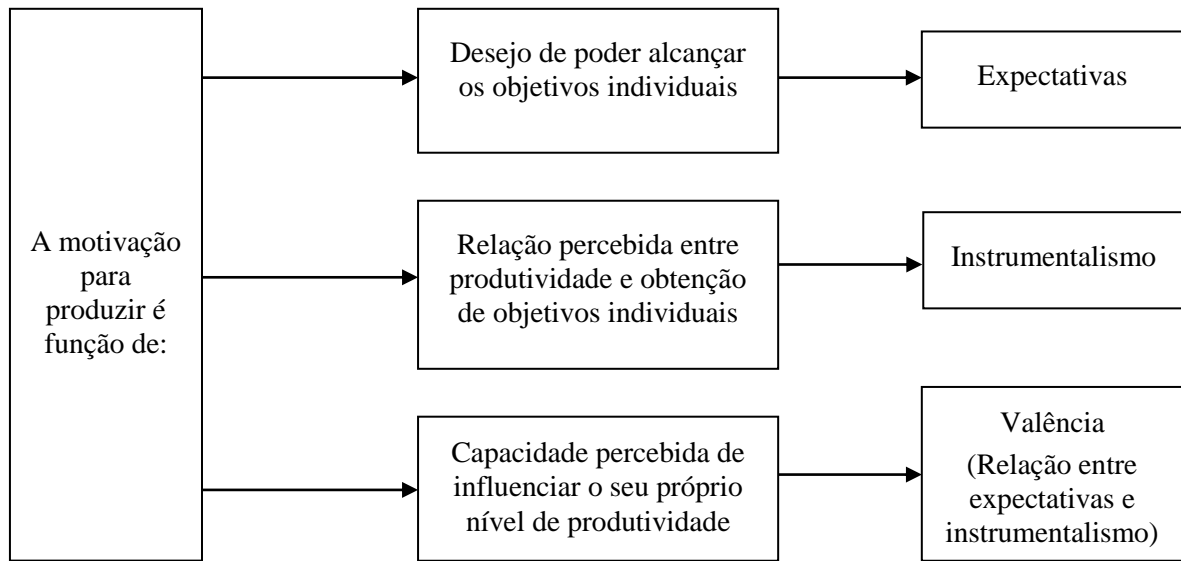 A motivação
para
produzir é
função de:
Desejo de poder alcançar
os objetivos individuais
Expectativas
Relação percebida entre
produtividade e obtenção
de objetivos individuais
Instrumentalismo
Capacidade percebida de
influenciar o seu próprio
nível de produtividade
Valência
(Relação entre
expectativas e
instrumentalismo)